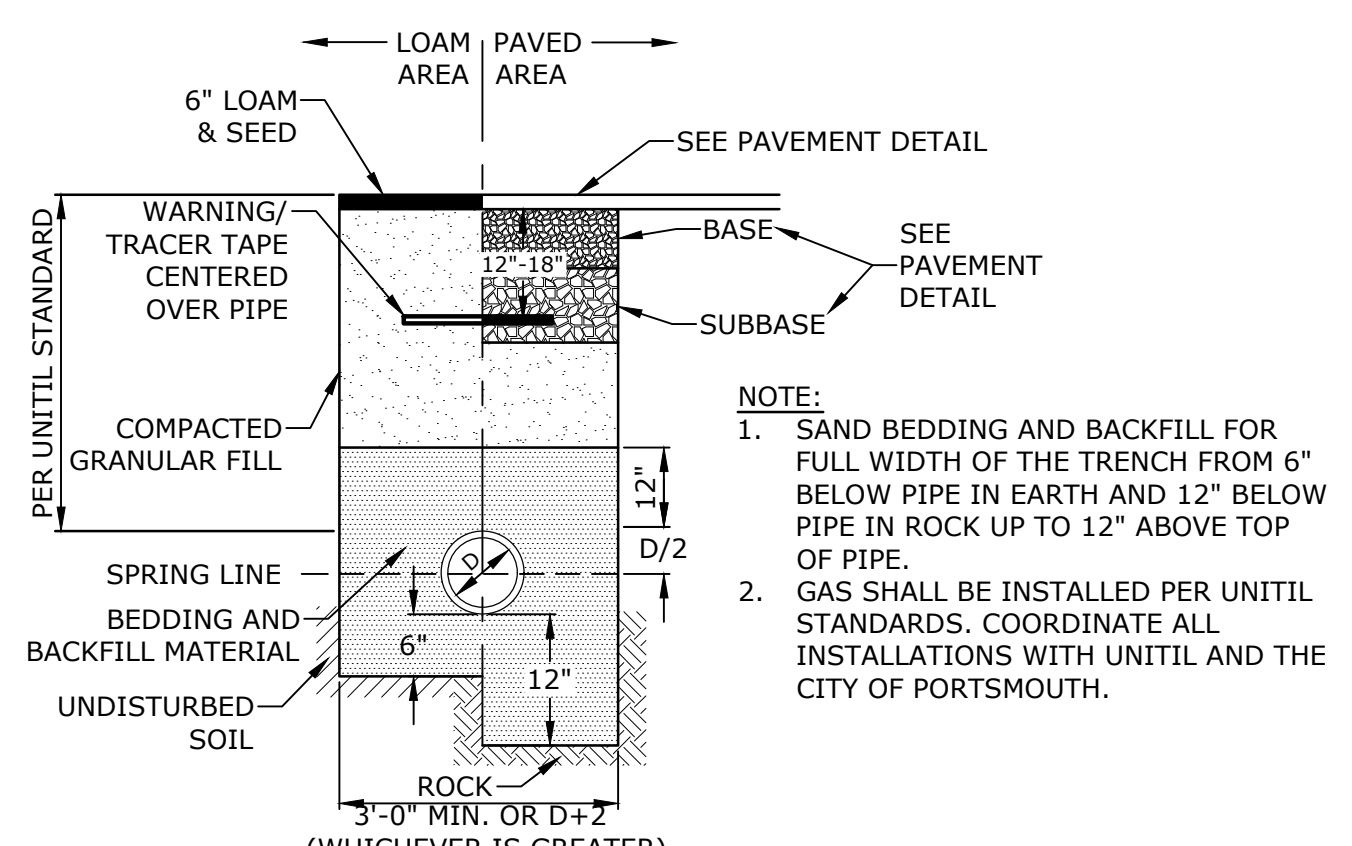 LOAM
AREA
PAVED
AREA
6" LOAM
& SEED
SEE PAVEMENT DETAIL
WARNING/
TRACER TAPE
CENTERED
OVER PIPE
12"-18"
BASE
SUBBASE
SEE
PAVEMENT
DETAIL
PER UNITIL STANDARD
COMPACTED
GRANULAR FILL
12"
D/2
D
SPRING LINE
BEDDING AND
BACKFILL MATERIAL
6"
12"
UNDISTURBED
SOIL
ROCK
3'-0" MIN. OR D+2
(WHICHEVER IS GREATER)
NOTE:
1. SAND BEDDING AND BACKFILL FOR
FULL WIDTH OF THE TRENCH FROM 6"
BELOW PIPE IN EARTH AND 12" BELOW
PIPE IN ROCK UP TO 12" ABOVE TOP
OF PIPE.
2. GAS SHALL BE INSTALLED PER UNITIL
STANDARDS. COORDINATE ALL
INSTALLATIONS WITH UNITIL AND THE
CITY OF PORTSMOUTH.